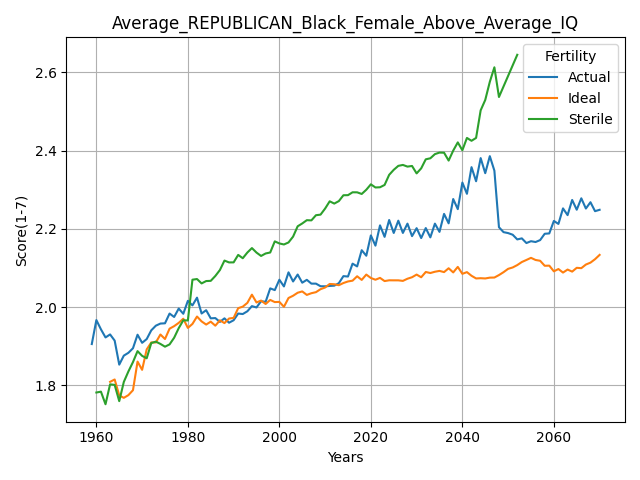 Average_REPUBLICAN_Black_Female_Above_Average_IQ
Fertility
Actual
Ideal
Sterile
Score(1-7)
2.6
2.4
2.2
2.0
1.8
1960
1980
2000
2020
2040
2060
Years